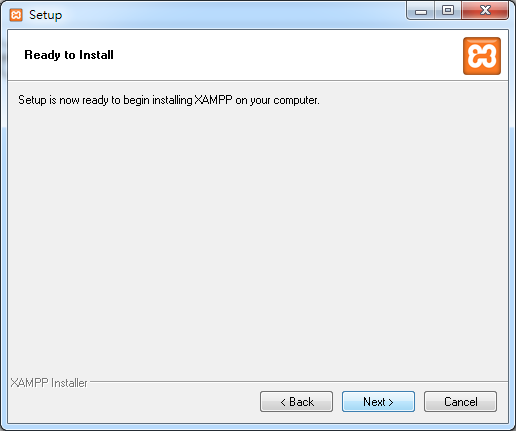 Setup
Ready to Install
Setup is now ready to begin installing XAMPP on your computer.
XAMPP Installer
< Back
Next >
Cancel